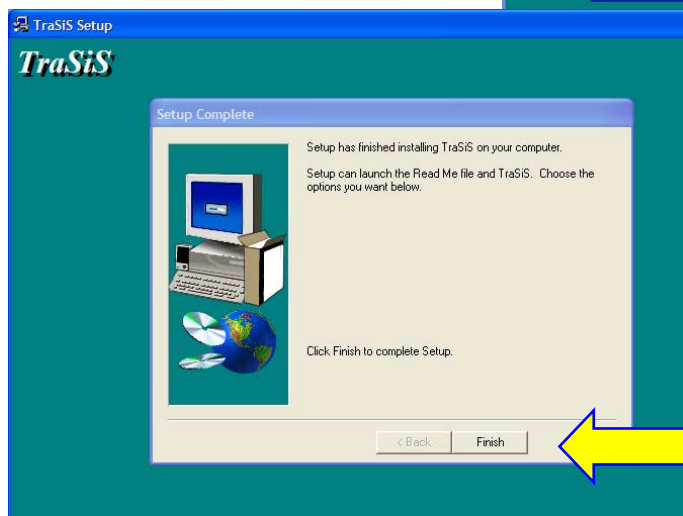 TraSiS Setup
TraSiS
Setup Complete
Setup has finished installing TraSiS on your computer.
Setup can launch the Read Me file and TraSiS. Choose the
options you want below.
Click Finish to complete Setup.
< Back
Finish